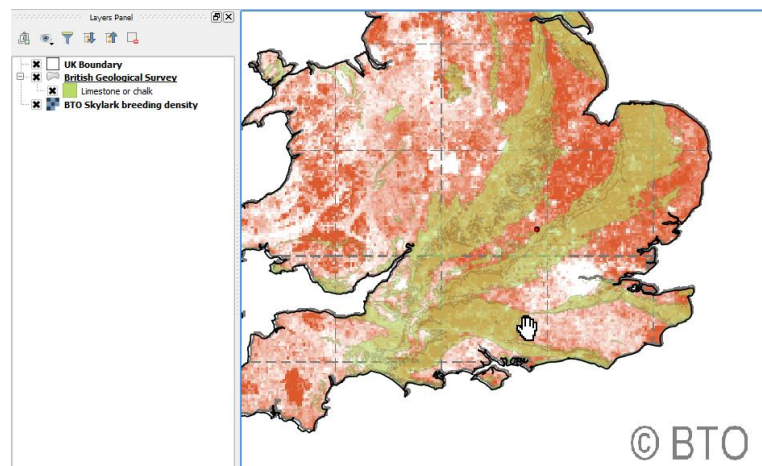 Layers Panel
UK Boundary
British Geological Survey
Limestone or chalk
BTO Skylark breeding density
© BTO